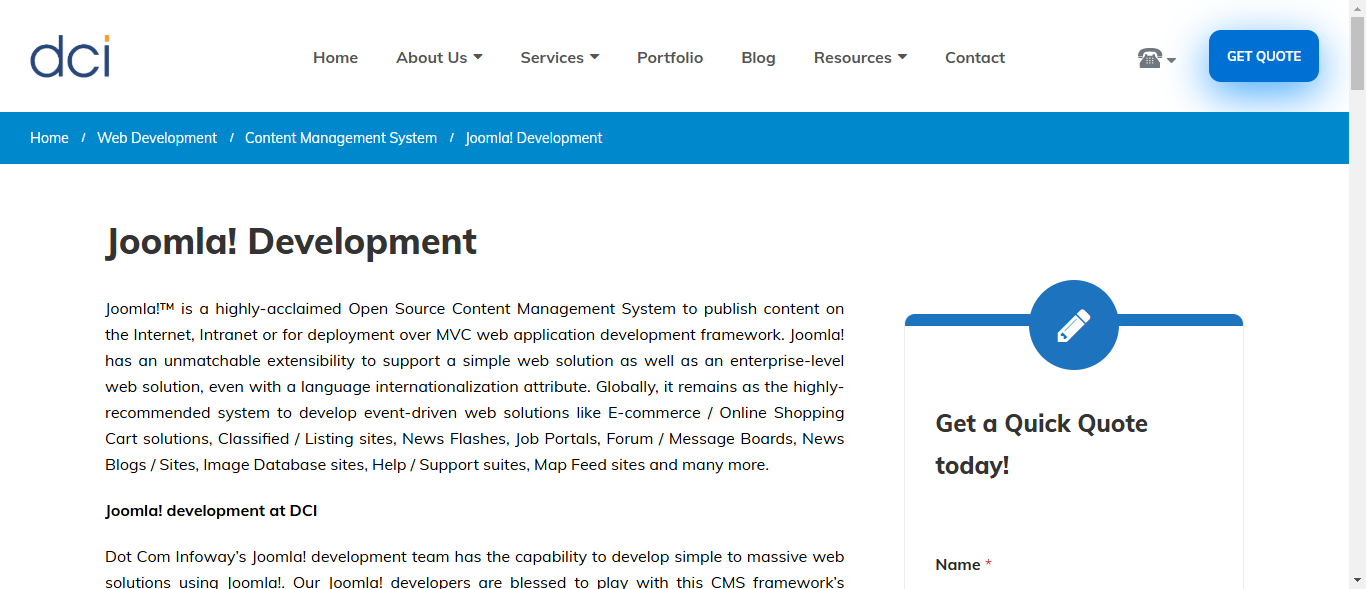 dci
Home About Us Services Portfolio Blog Resources Contact GET QUOTE
Home / Web Development / Content Management System / Joomla! Development
Joomla! Development
Joomla!™ is a highly-acclaimed Open Source Content Management System to publish content on
the Internet, Intranet or for deployment over MVC web application development framework. Joomla!
has an unmatchable extensibility to support a simple web solution as well as an enterprise-level
web solution, even with a language internationalization attribute. Globally, it remains as the highly-
recommended system to develop event-driven web solutions like E-commerce / Online Shopping
Cart solutions, Classified / Listing sites, News Flashes, Job Portals, Forum / Message Boards, News
Blogs / Sites, Image Database sites, Help / Support suites, Map Feed sites and many more.
Joomla! development at DCI
Dot Com Infoway’s Joomla! development team has the capability to develop simple to massive web
solutions using Joomla!. Our Joomla! developers are blessed to play with this CMS framework’s
Get a Quick Quote
today!
Name *